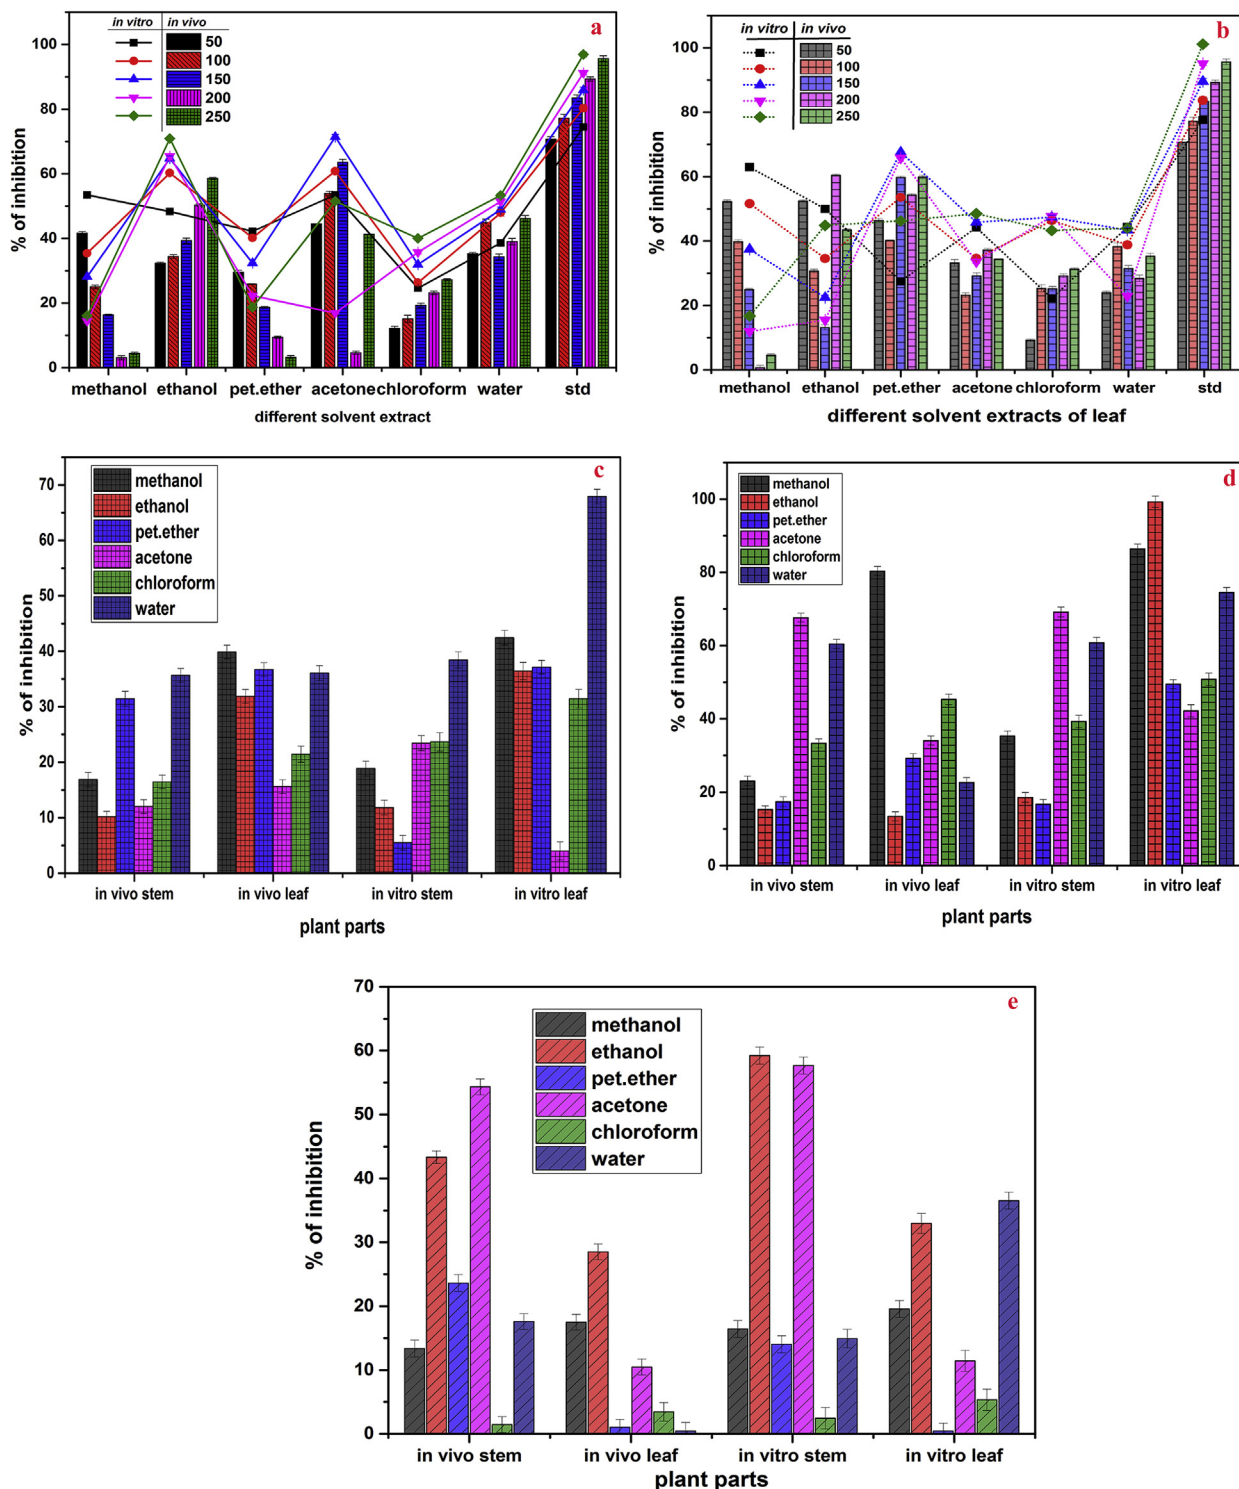 a
in vitro in vivo
50
100
150
200
250
% of inhibition
100
80
60
40
20
0
methanol ethanol pet.ether acetone chloroform water std
different solvent extract
b
in vitro in vivo
50
100
150
200
250
% of inhibition
100
80
60
40
20
0
methanol ethanol pet.ether acetone chloroform water std
different solvent extracts of leaf
c
methanol
ethanol
pet.ether
acetone
chloroform
water
% of inhibition
70
60
50
40
30
20
10
0
in vivo stem in vivo leaf in vitro stem in vitro leaf
plant parts
d
methanol
ethanol
pet.ether
acetone
chloroform
water
% of inhibition
100
80
60
40
20
0
in vivo stem in vivo leaf in vitro stem in vitro leaf
plant parts
e
methanol
ethanol
pet.ether
acetone
chloroform
water
% of inhibition
70
60
50
40
30
20
10
0
in vivo stem in vivo leaf in vitro stem in vitro leaf
plant parts